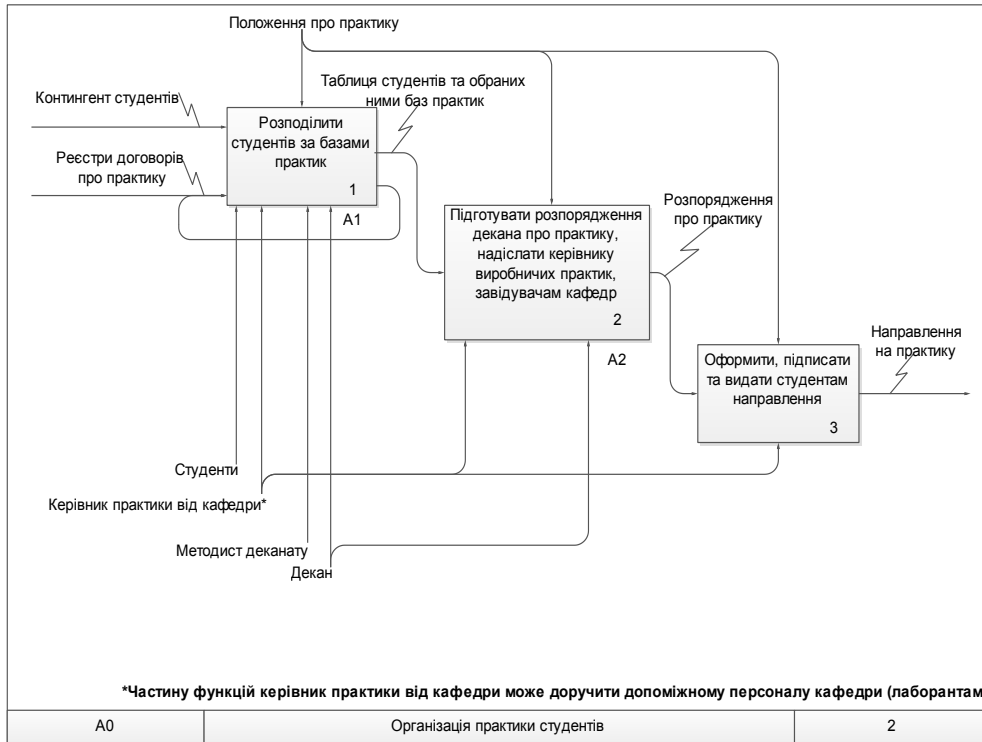 Положення про практику
Таблиця студентів та обраних
ними баз практик
Контингент студентів
Розподілити
студентів за базами
практик
1
Реєстри договорів
про практику
А1
Підготувати розпорядження
декана про практику,
надіслати керівнику
виробничих практик,
завідувачам кафедр
2
Розпорядження
про практику
А2
Оформити, підписати
та видати студентам
направлення
3
Направлення
на практику
Студенти
Керівник практики від кафедри*
Методист деканату
Декан
*Частину функцій керівник практики від кафедри може доручити допоміжному персоналу кафедри (лаборантам
А0
Організація практики студентів
2